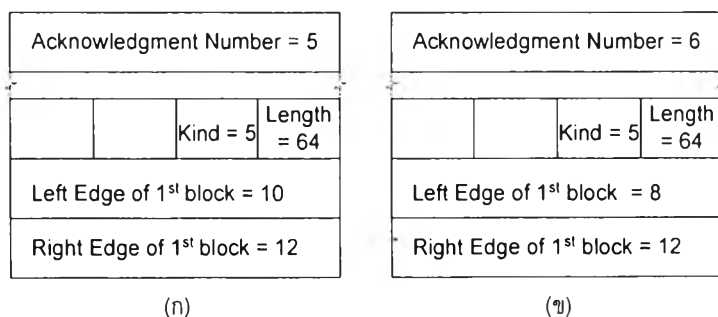 Acknowledgment Number = 5
Kind = 5
Length
= 64
Left Edge of 1st block = 10
Right Edge of 1st block = 12
(ก)
Acknowledgment Number = 6
Kind = 5
Length
= 64
Left Edge of 1st block = 8
Right Edge of 1st block = 12
(ข)